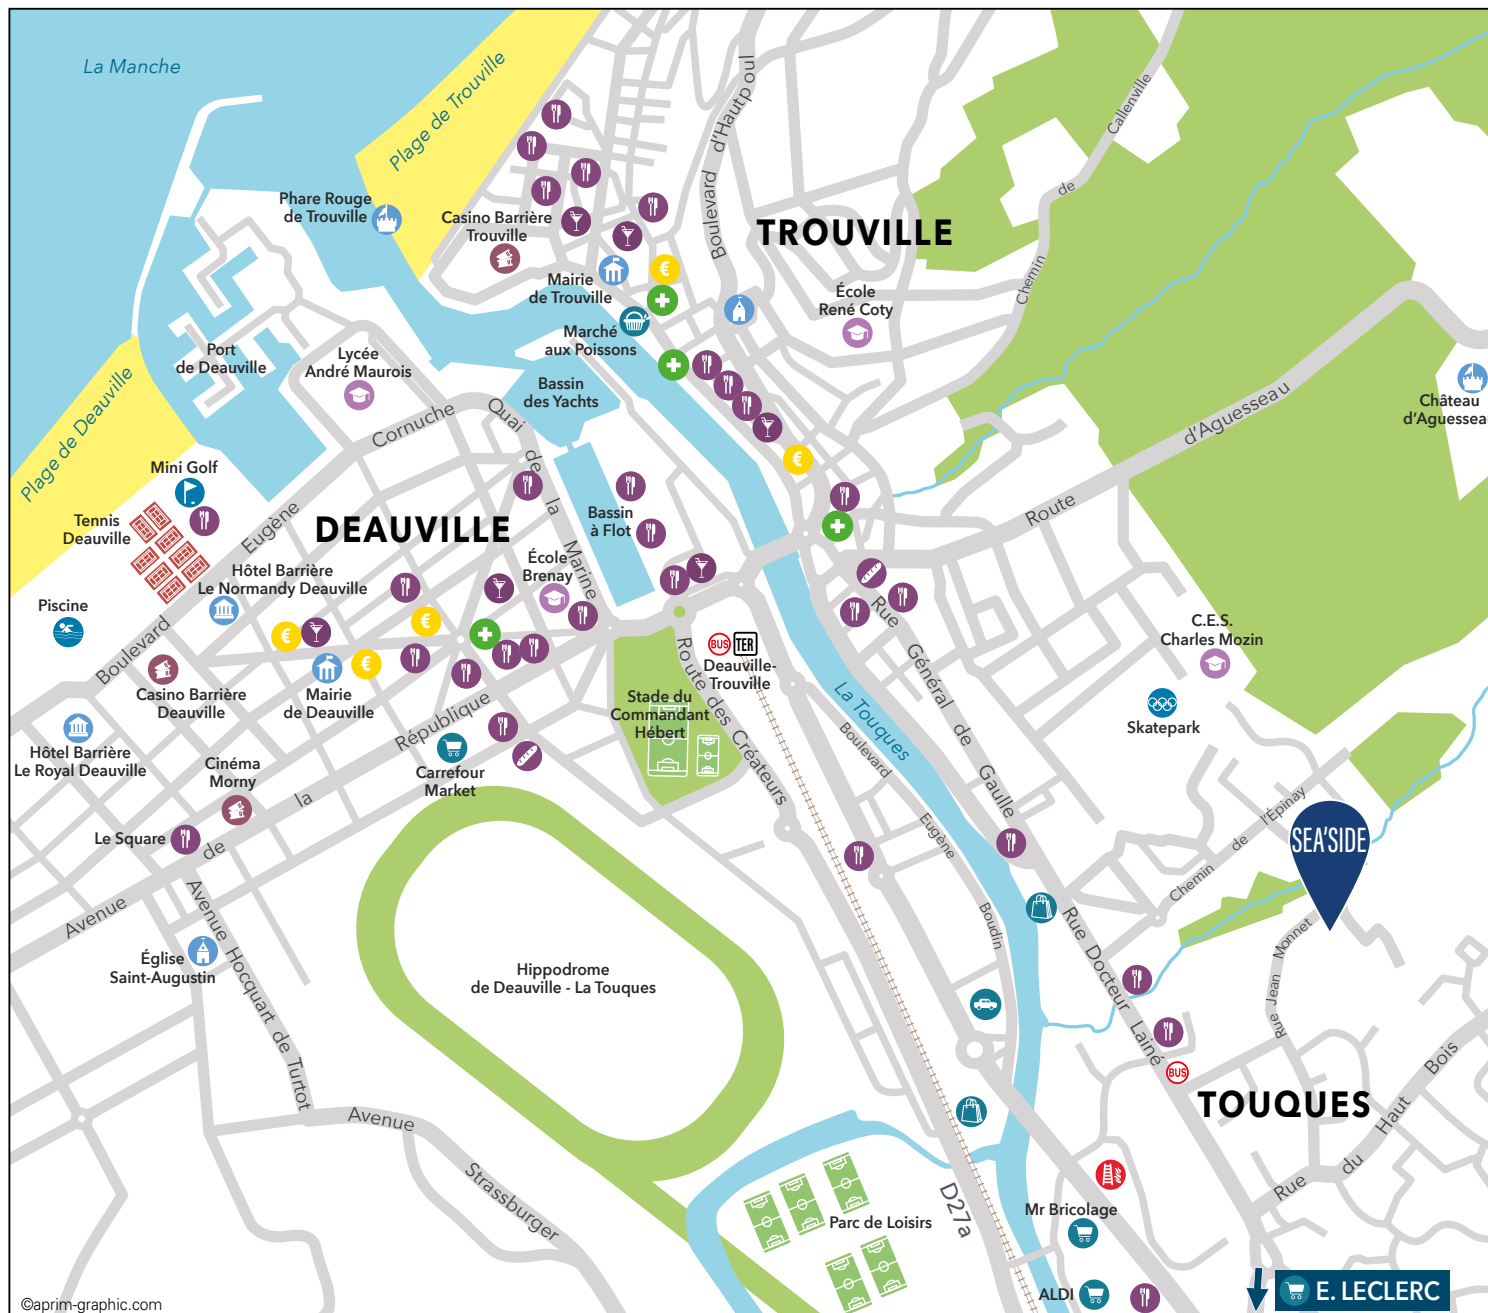 La Manche
Plage de Trouville
Phare Rouge
de Trouville
Casino Barrière
Trouville
Boulevard d'Hautpoul
Chemin de Callenville
TROUVILLE
Mairie
de Trouville
École
René Coty
Marché
aux Poissons
Port
de Deauville
Lycée
André Maurois
Bassin
des Yachts
Plage de Deauville
Château
d'Aguesseau
Route d'Aguesseau
Boulevard Eugène Cornuche
Quai de la Marine
Mini Golf
Tennis
Deauville
DEAUVILLE
Bassin
à Flot
École
Brenay
Hôtel Barrière
Le Normandy Deauville
Piscine
Casino Barrière
Deauville
Mairie
de Deauville
Hôtel Barrière
Le Royal Deauville
Cinéma
Morny
Le Square
Avenue de la République
Carrefour
Market
Stade du
Commandant
Hébert
BUS
TER
Deauville-
Trouville
Route des Créateurs
La Touques
Boulevard Eugène Boudin
Rue Général de Gaulle
C.E.S.
Charles Mozin
Skatepark
Chemin de l'Épinay
SEA'SIDE
Rue Jean Monnet
Rue Docteur Lainé
Église
Saint-Augustin
Avenue Hocquart de Turtot
Hippodrome
de Deauville - La Touques
Avenue Strassburger
BUS
TOUQUES
Rue du Haut Bois
Parc de Loisirs
D27a
Mr Bricolage
ALDI
E. LECLERC
©aprim-graphic.com